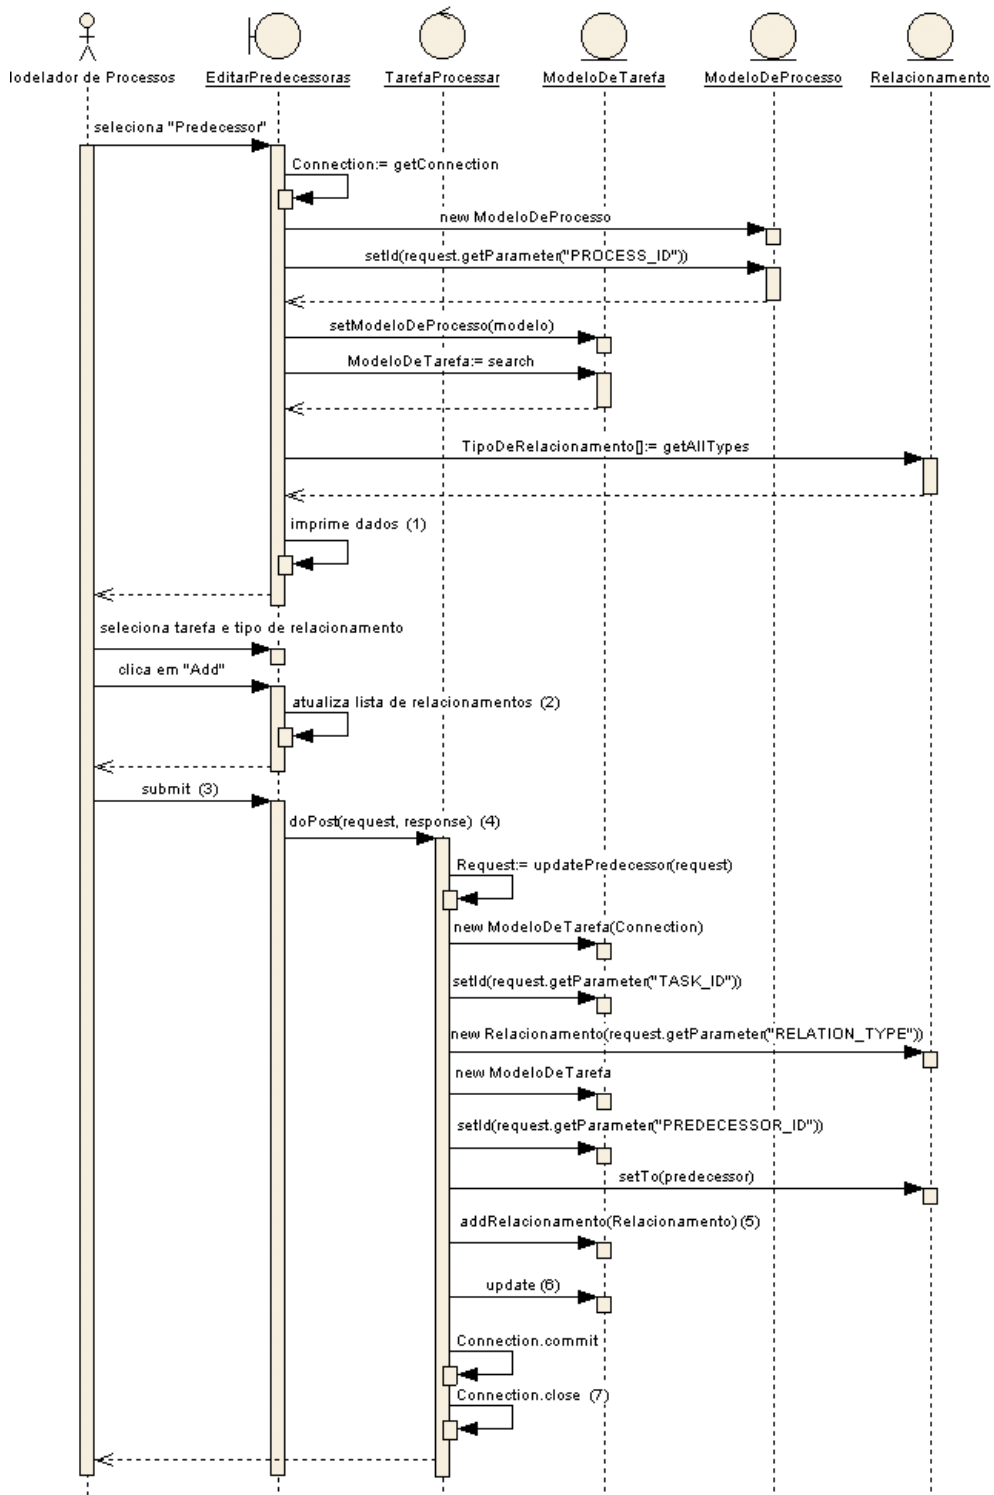 lodelador de Processos EditarPredecessoras TarefaProcessar ModeloDeTarefa ModeloDeProcesso Relacionamento
seleciona "Predecessor"
Connection:= getConnection
new ModeloDeProcesso
setId(request.getParameter("PROCESS_ID"))
setModeloDeProcesso(modelo)
ModeloDeTarefa:= search
TipoDeRelacionamento[]:= getAllTypes
imprime dados (1)
seleciona tarefa e tipo de relacionamento
clica em "Add"
atualiza lista de relacionamentos (2)
submit (3)
doPost(request, response) (4)
Request:= updatePredecessor(request)
new ModeloDeTarefa(Connection)
setId(request.getParameter("TASK_ID"))
new Relacionamento(request.getParameter("RELATION_TYPE"))
new ModeloDeTarefa
setId(request.getParameter("PREDECESSOR_ID"))
setTo(predecessor)
addRelacionamento(Relacionamento) (5)
update (6)
Connection.commit
Connection.close (7)